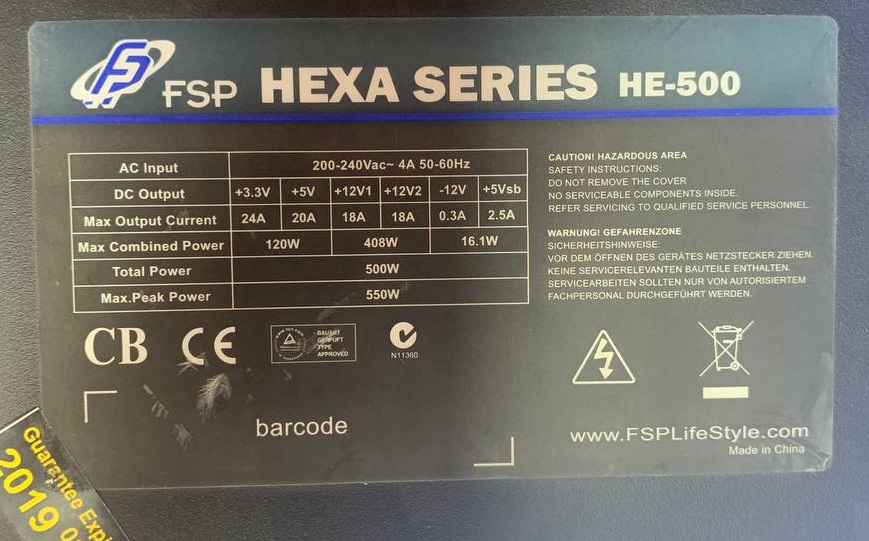 FSP HEXA SERIES HE-500
AC Input 200-240Vac~ 4A 50-60Hz
DC Output +3.3V +5V +12V1 +12V2 -12V +5Vsb
Max Output Current 24A 20A 18A 18A 0.3A 2.5A
Max Combined Power 120W 408W 16.1W
Total Power 500W
Max.Peak Power 550W
CAUTION! HAZARDOUS AREA
SAFETY INSTRUCTIONS:
DO NOT REMOVE THE COVER
NO SERVICEABLE COMPONENTS INSIDE.
REFER SERVICING TO QUALIFIED SERVICE PERSONNEL.
WARNUNG! GEFAHRENZONE
SICHERHEITSHINWEISE:
VOR DEM ÖFFNEN DES GERÄTES NETZSTECKER ZIEHEN.
KEINE SERVICERELEVANTEN BAUTEILE ENTHALTEN.
SERVICEARBEITEN SOLLTEN NUR VON AUTORISIERTEM
FACHPERSONAL DURCHGEFÜHRT WERDEN.
CB CE
BAUART
GEPRÜFT
TYPE
APPROVED
N11360
barcode
www.FSPLifeStyle.com
Made in China
Guarantee
2019